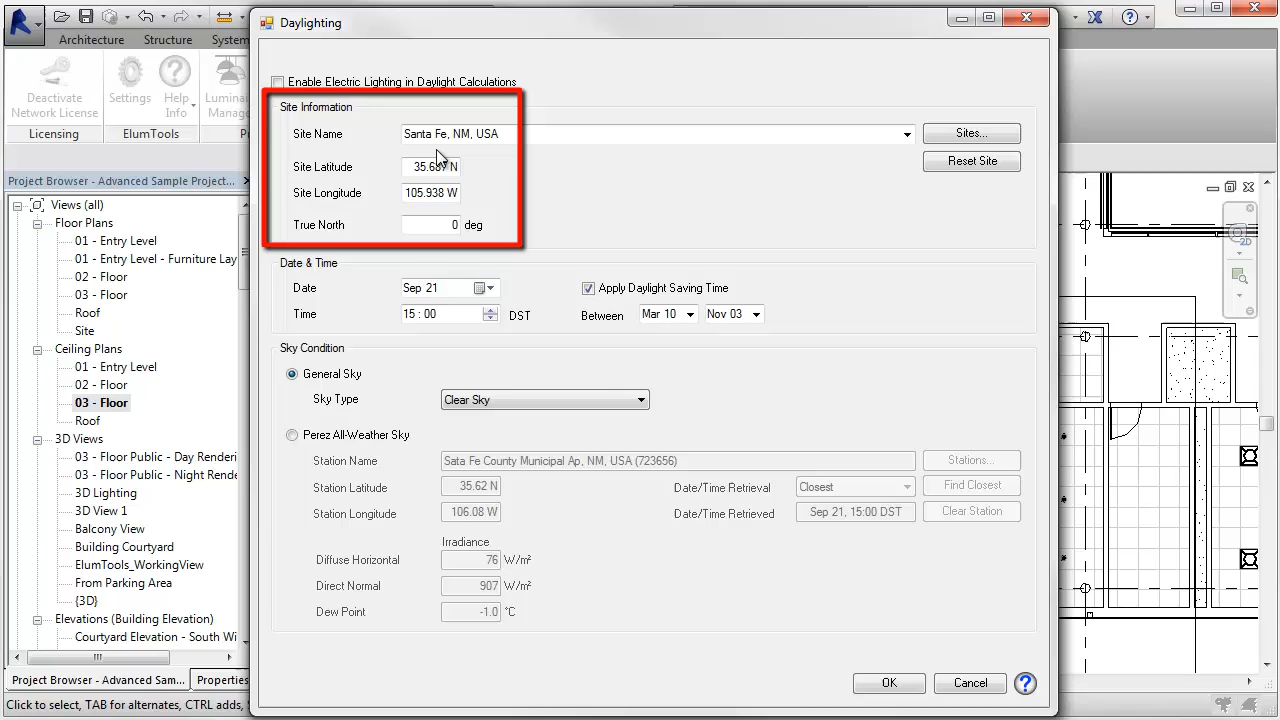 Daylighting
Architecture Structure System
Deactivate
Network License
Settings
Help
Info
Luminai
Manag
Licensing ElumTools
Project Browser - Advanced Sample Project...
Views (all)
Floor Plans
01 - Entry Level
01 - Entry Level - Furniture Lay
02 - Floor
03 - Floor
Roof
Site
Ceiling Plans
01 - Entry Level
02 - Floor
03 - Floor
Roof
3D Views
03 - Floor Public - Day Renderi
03 - Floor Public - Night Render
3D Lighting
3D View 1
Balcony View
Building Courtyard
ElumTools_WorkingView
From Parking Area
{3D}
Elevations (Building Elevation)
Courtyard Elevation - South Wi
Project Browser - Advanced Sam... Properties
Click to select, TAB for alternates, CTRL adds,
Enable Electric Lighting in Daylight Calculations
Site Information
Site Name Santa Fe, NM, USA Sites...
Reset Site
Site Latitude 35.687 N
Site Longitude 105.938 W
True North 0 deg
Date & Time
Date Sep 21 Apply Daylight Saving Time
Time 15 : 00 DST Between Mar 10 Nov 03
Sky Condition
General Sky
Sky Type Clear Sky
Perez All-Weather Sky
Station Name Sata Fe County Municipal Ap, NM, USA (723656) Stations...
Station Latitude 35.62 N Date/Time Retrieval Closest Find Closest
Station Longitude 106.08 W Date/Time Retrieved Sep 21, 15:00 DST Clear Station
Irradiance
Diffuse Horizontal 76 W/m²
Direct Normal 907 W/m²
Dew Point -1.0 °C
OK Cancel
2D